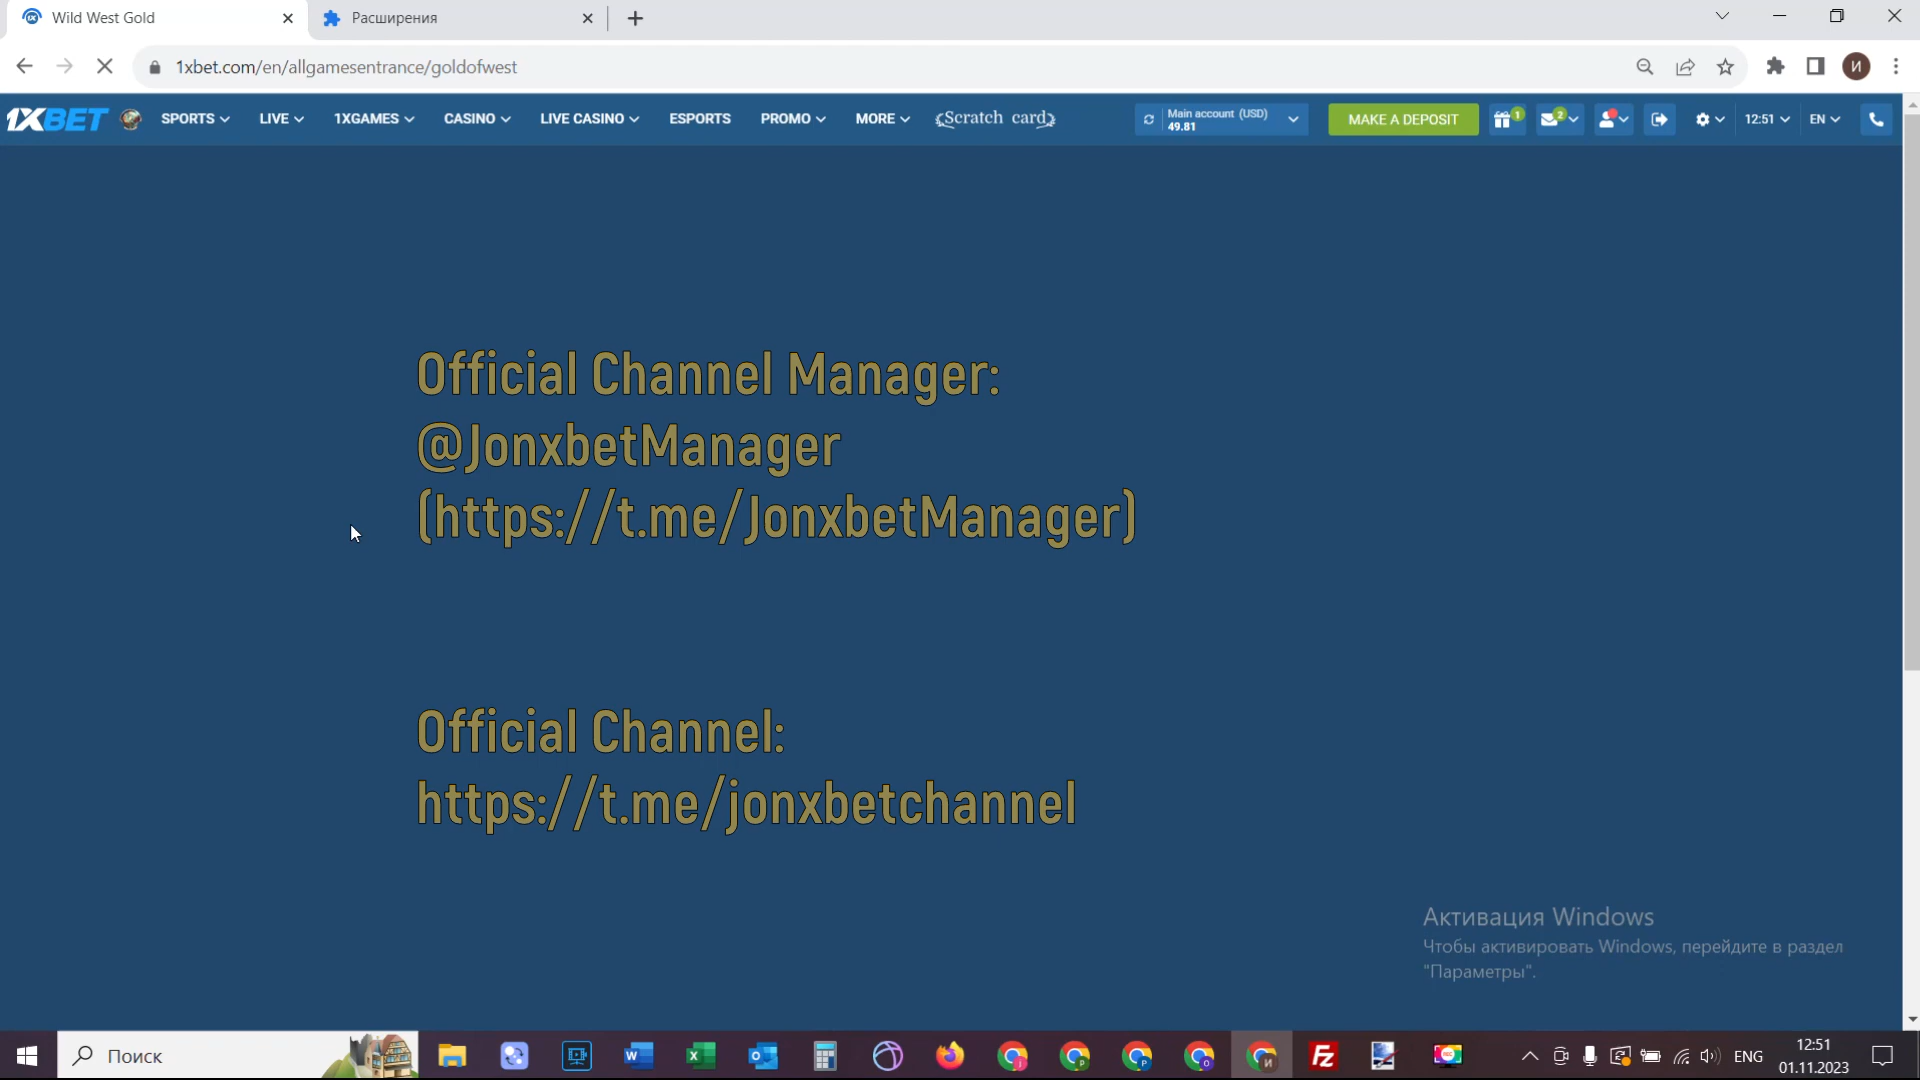 Wild West Gold
Расширения
1xbet.com/en/allgamesentrance/goldofwest
И
1XBET
SPORTS
LIVE
1XGAMES
CASINO
LIVE CASINO
ESPORTS
PROMO
MORE
Scratch card
Main account (USD)
49.81
MAKE A DEPOSIT
1
2
12:51
EN
Official Channel Manager:
@JonxbetManager
(https://t.me/JonxbetManager)
Official Channel:
https://t.me/jonxbetchannel
Активация Windows
Чтобы активировать Windows, перейдите в раздел
"Параметры".
Поиск
ENG
12:51
01.11.2023